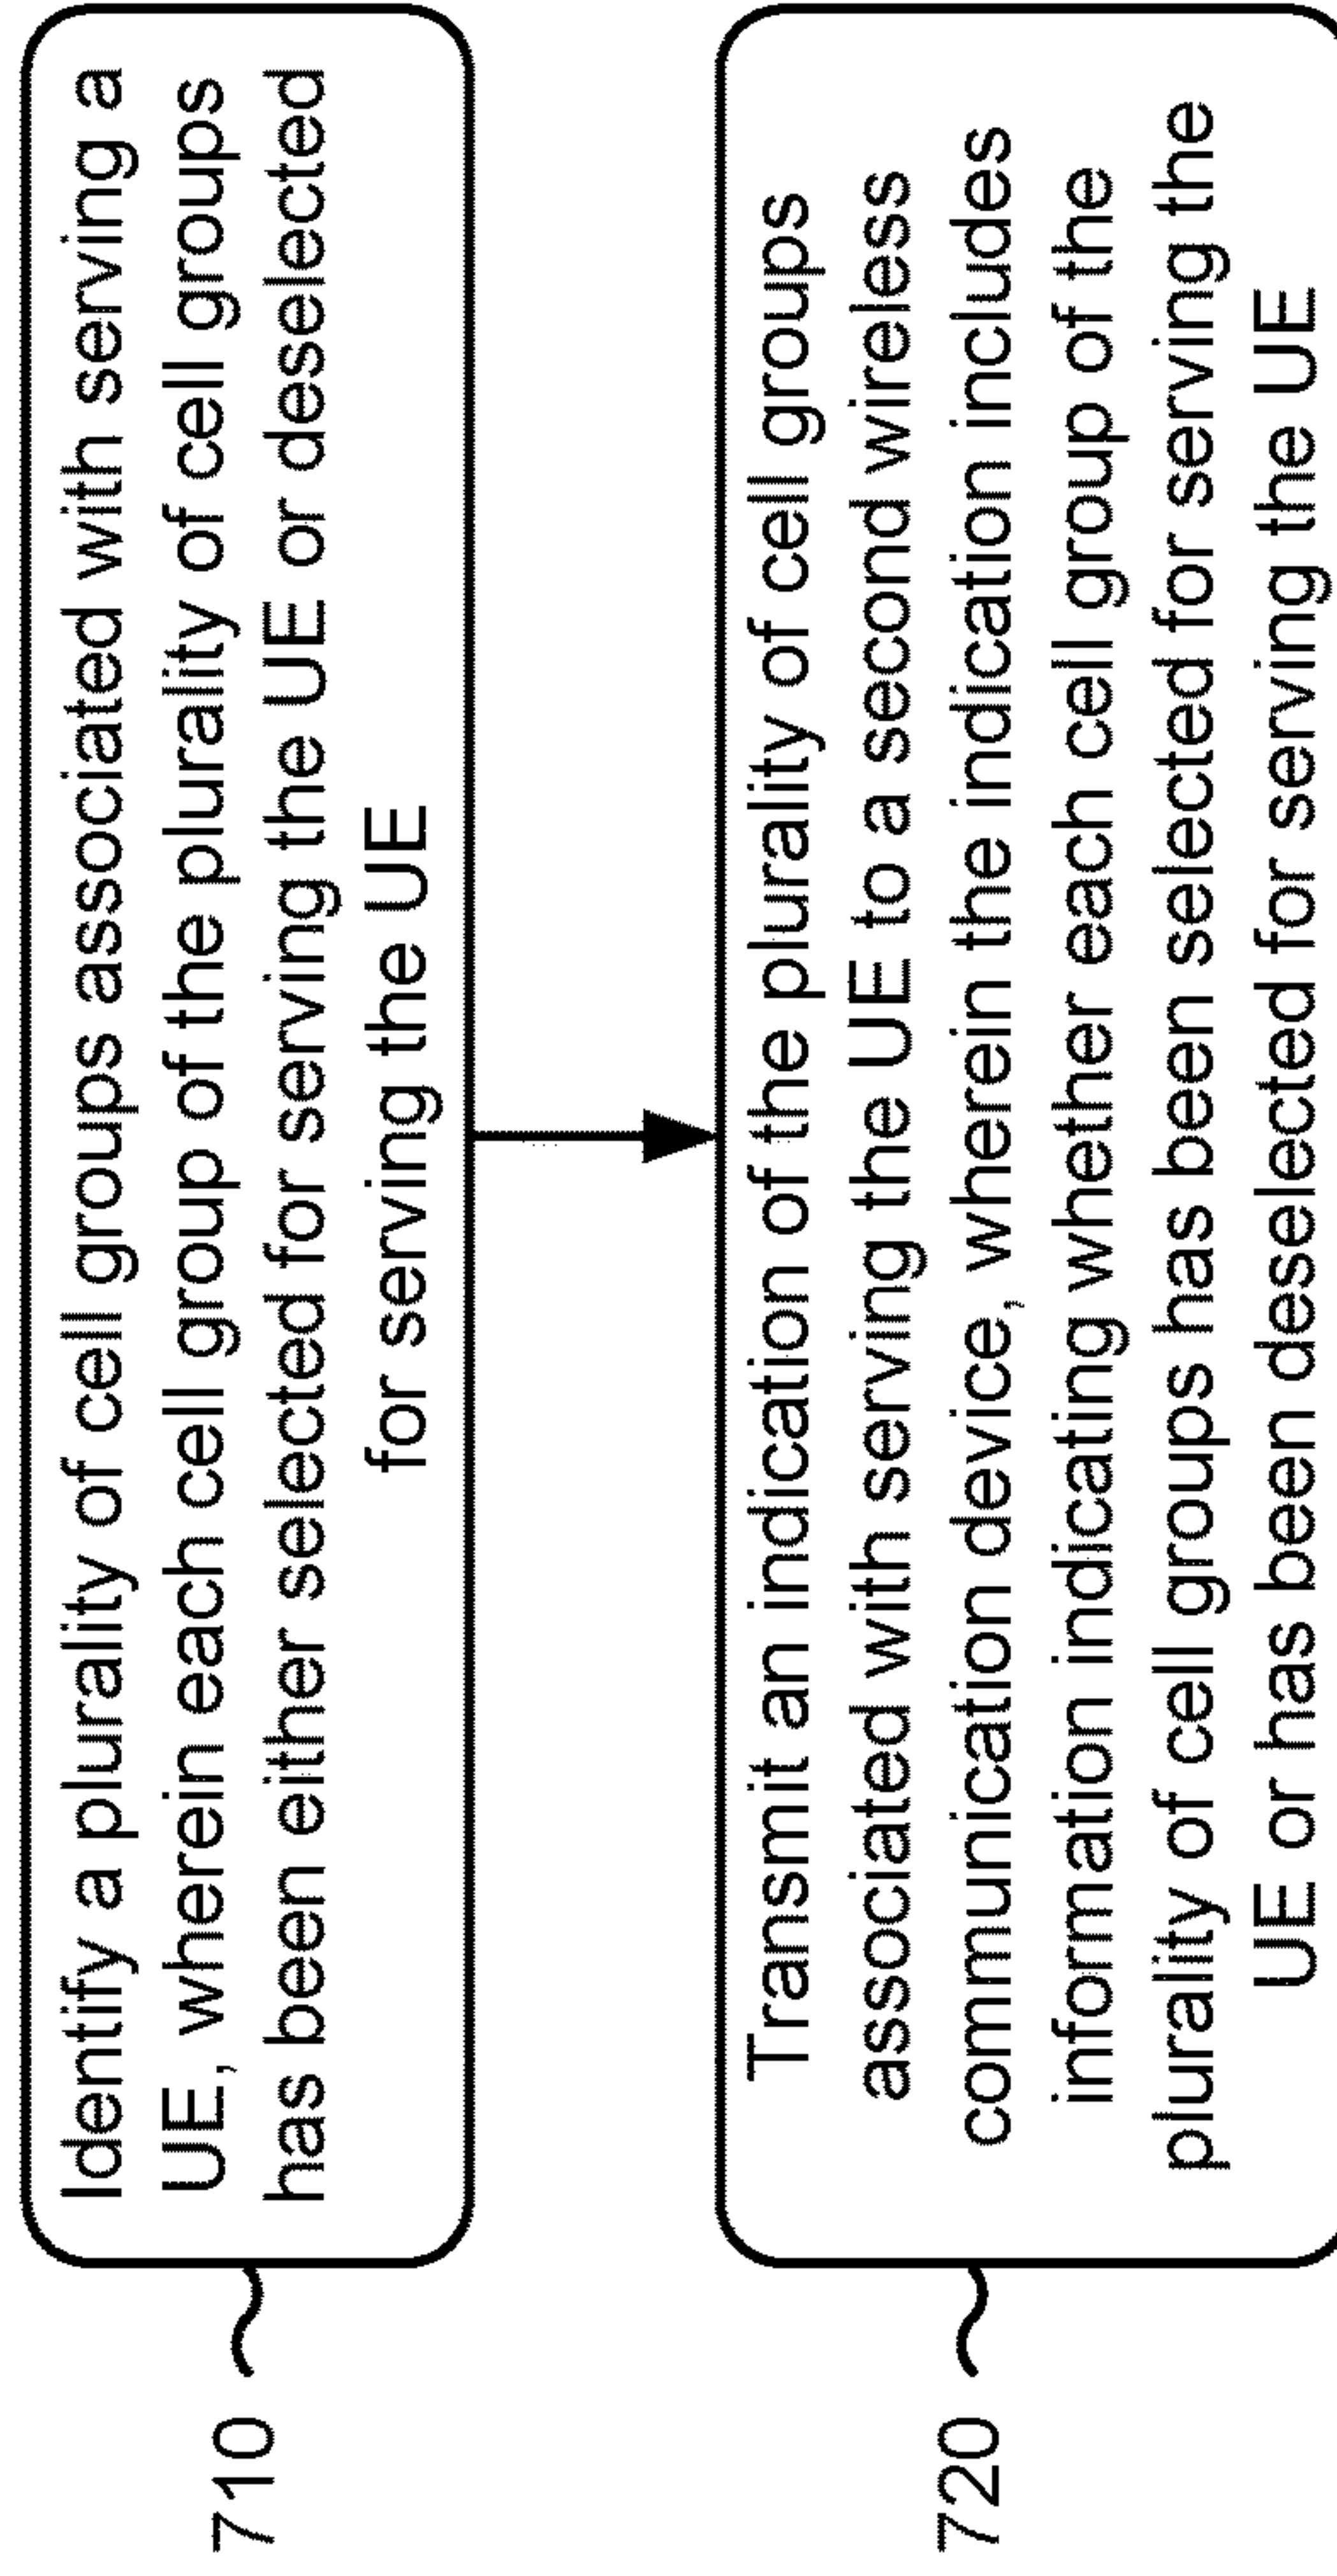 710
Identify a plurality of cell groups associated with serving a
UE, wherein each cell group of the plurality of cell groups
has been either selected for serving the UE or deselected
for serving the UE
720
Transmit an indication of the plurality of cell groups
associated with serving the UE to a second wireless
communication device, wherein the indication includes
information indicating whether each cell group of the
plurality of cell groups has been selected for serving the
UE or has been deselected for serving the UE